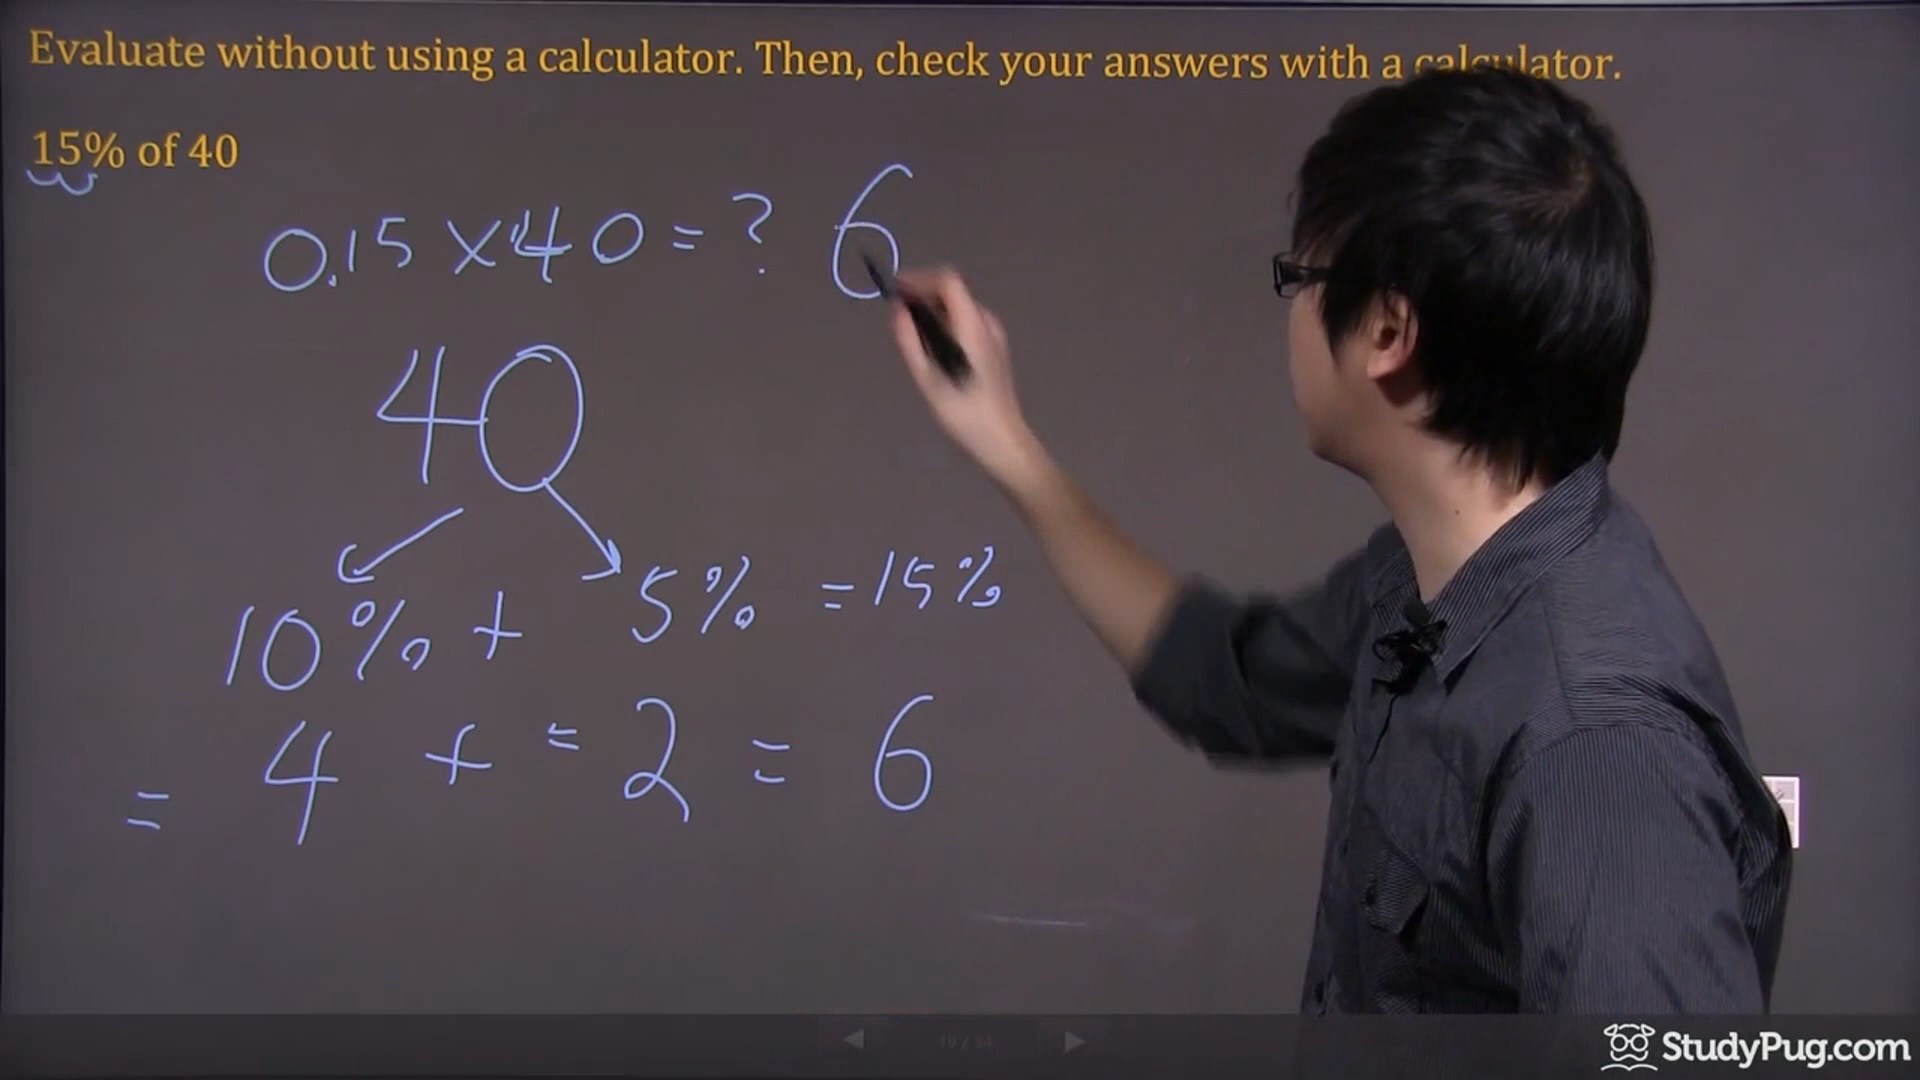 Evaluate without using a calculator. Then, check your answers with a calculator.
15% of 40
0.15 × 40 = ? 6
40
10% + 5% = 15%
= 4 + = 2 = 6
StudyPug.com